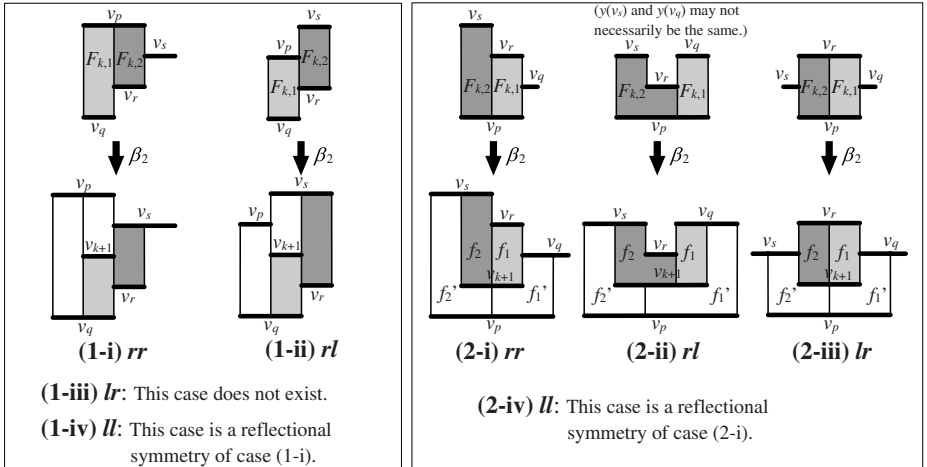 v_p
v_s
F_{k,1} F_{k,2}
v_r
v_q
β_2
v_p
v_s
v_{k+1}
v_r
v_q
(1-i) rr
v_s
v_p
F_{k,1}
v_r
v_q
β_2
v_s
v_p
v_{k+1}
v_r
v_q
(1-ii) rl
(1-iii) lr: This case does not exist.
(1-iv) ll: This case is a reflectional
symmetry of case (1-i).
v_s
v_r
F_{k,2} F_{k,1} v_q
v_p
β_2
v_s
v_r
v_q
f_2 f_1
v_{k+1}
f_2' f_1'
v_p
(2-i) rr
(y(v_s) and y(v_q) may not
necessarily be the same.)
v_s v_q
v_r
F_{k,2} F_{k,1}
v_p
β_2
v_s v_q
v_r
f_2 f_1
v_{k+1}
f_2' f_1'
v_p
(2-ii) rl
v_r
v_s F_{k,2} F_{k,1} v_q
v_p
β_2
v_r
v_s f_2 f_1 v_q
v_{k+1}
f_2' f_1'
v_p
(2-iii) lr
(2-iv) ll: This case is a reflectional
symmetry of case (2-i).